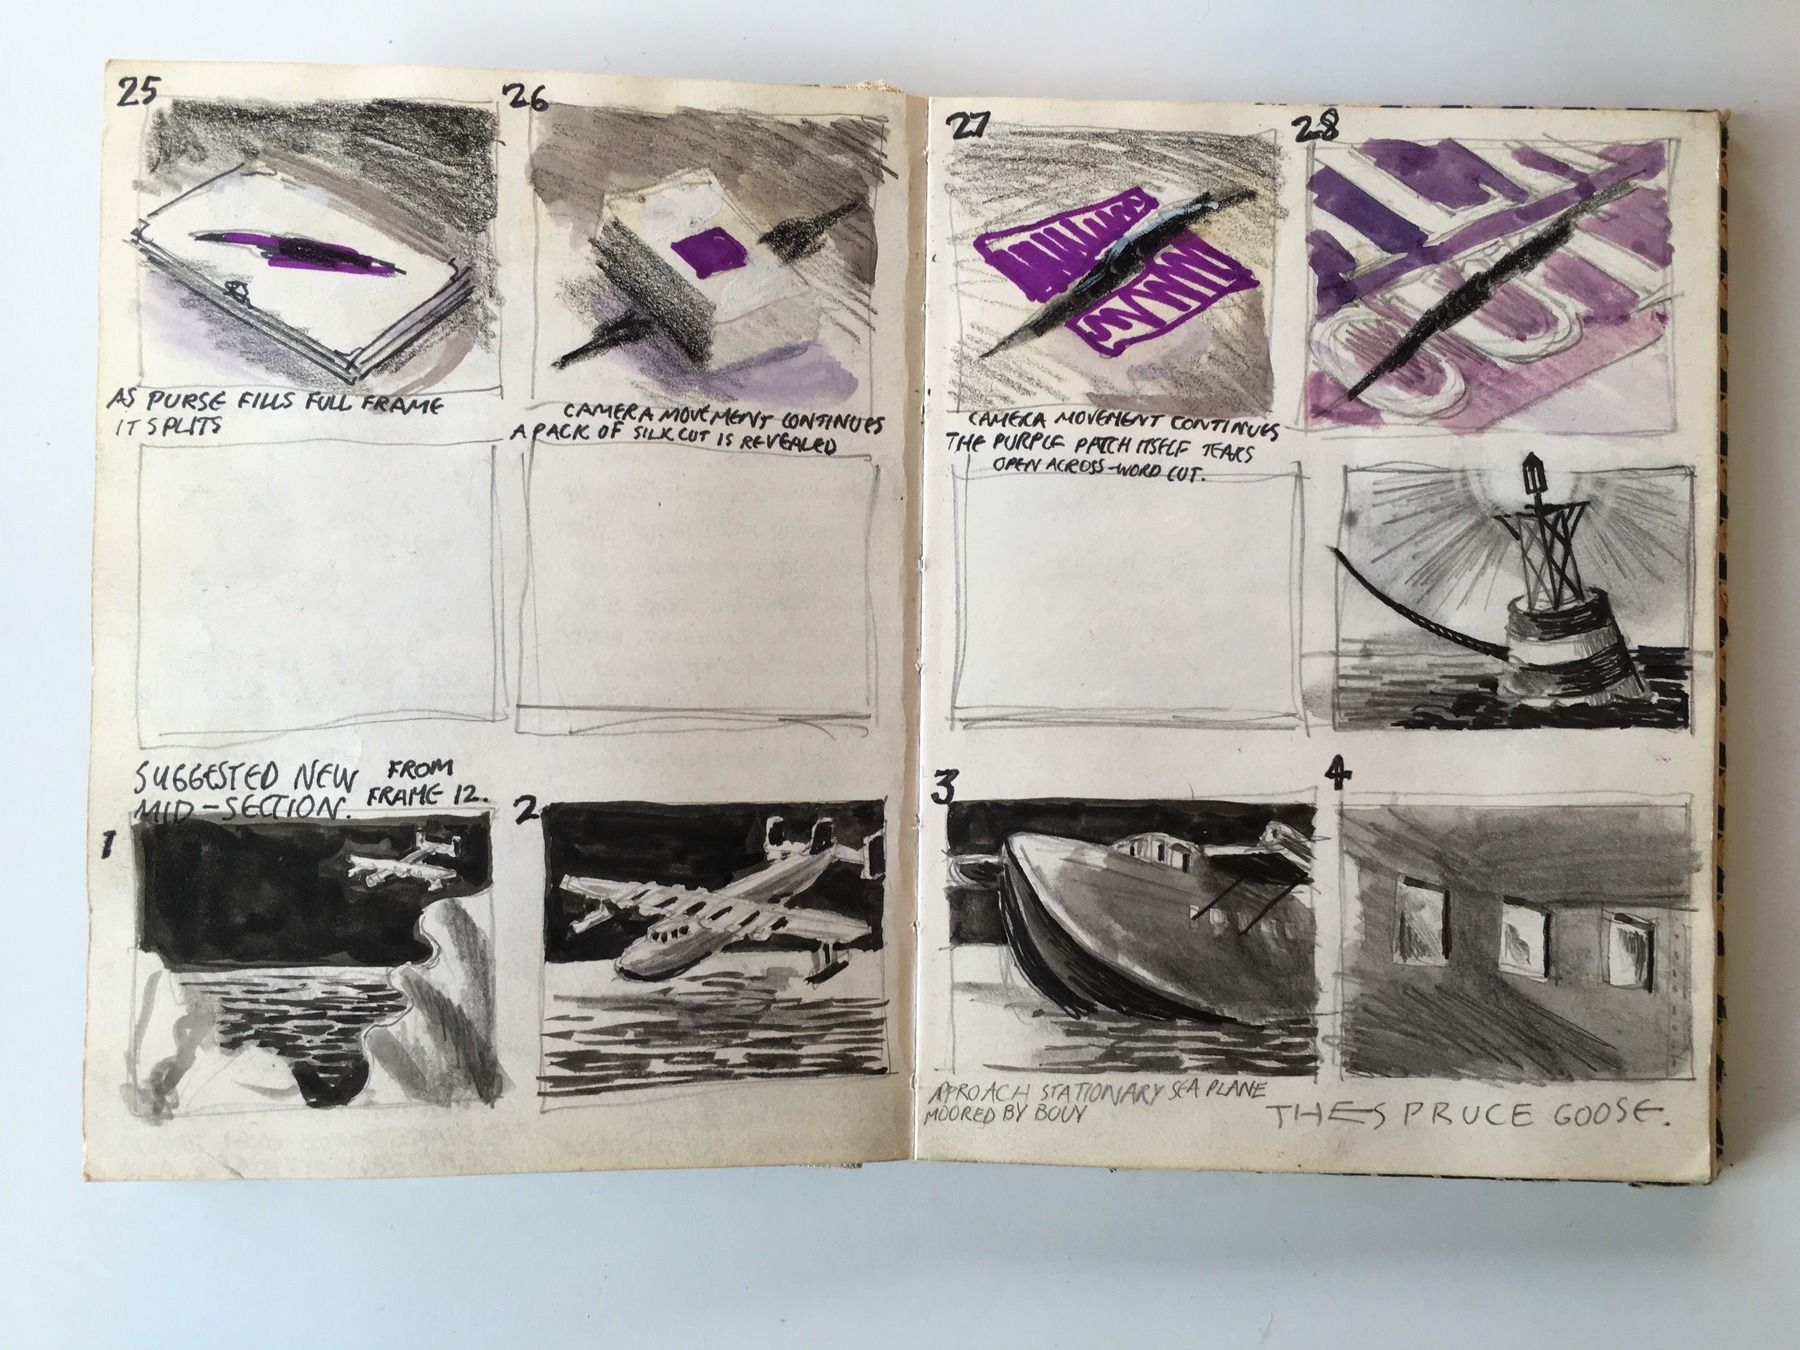 25
AS PURSE FILLS FULL FRAME
IT SPLITS
26
CAMERA MOVEMENT CONTINUES
A PACK OF SILK CUT IS REVEALED
27
CAMERA MOVEMENT CONTINUES
THE PURPLE PATCH ITSELF TEARS
OPEN ACROSS-WORD CUT.
28
SUGGESTED NEW
MID-SECTION.
FROM
FRAME 12.
1
2
3
APROACH STATIONARY SEA PLANE
MOORED BY BOUY
4
THE SPRUCE GOOSE.